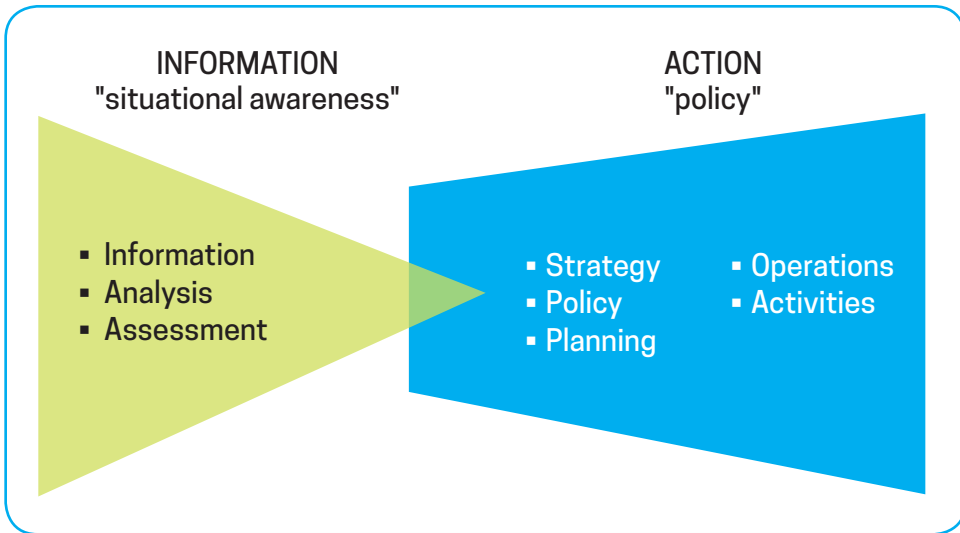 INFORMATION
"situational awareness"
ACTION
"policy"
▪ Information
▪ Analysis
▪ Assessment
▪ Strategy
▪ Policy
▪ Planning
▪ Operations
▪ Activities